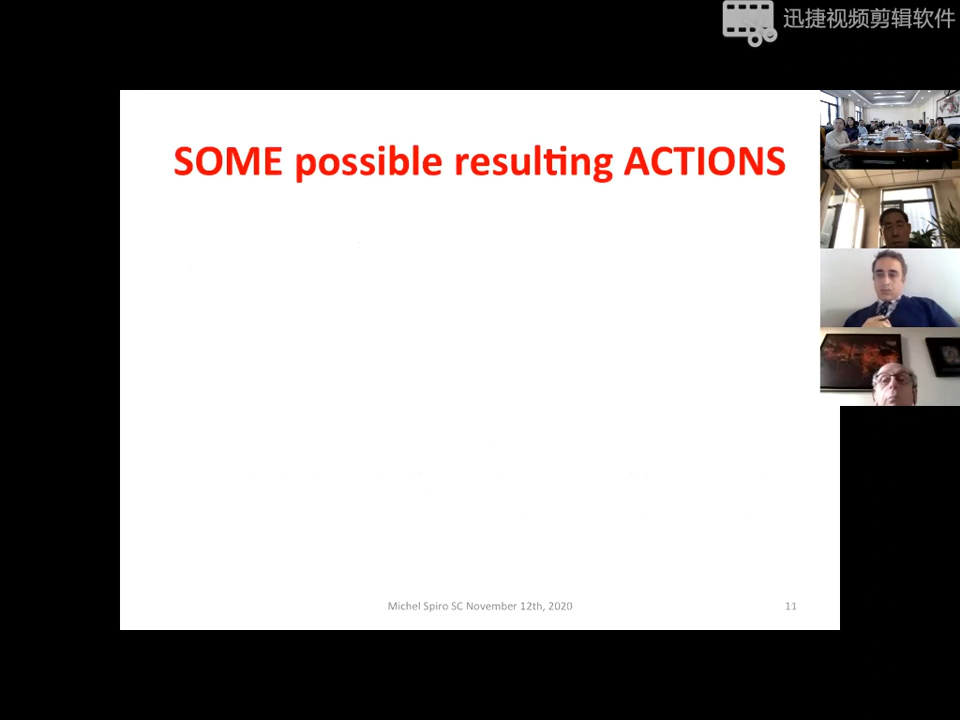 迅捷视频剪辑软件
SOME possible resulting ACTIONS
Michel Spiro SC November 12th, 2020
11